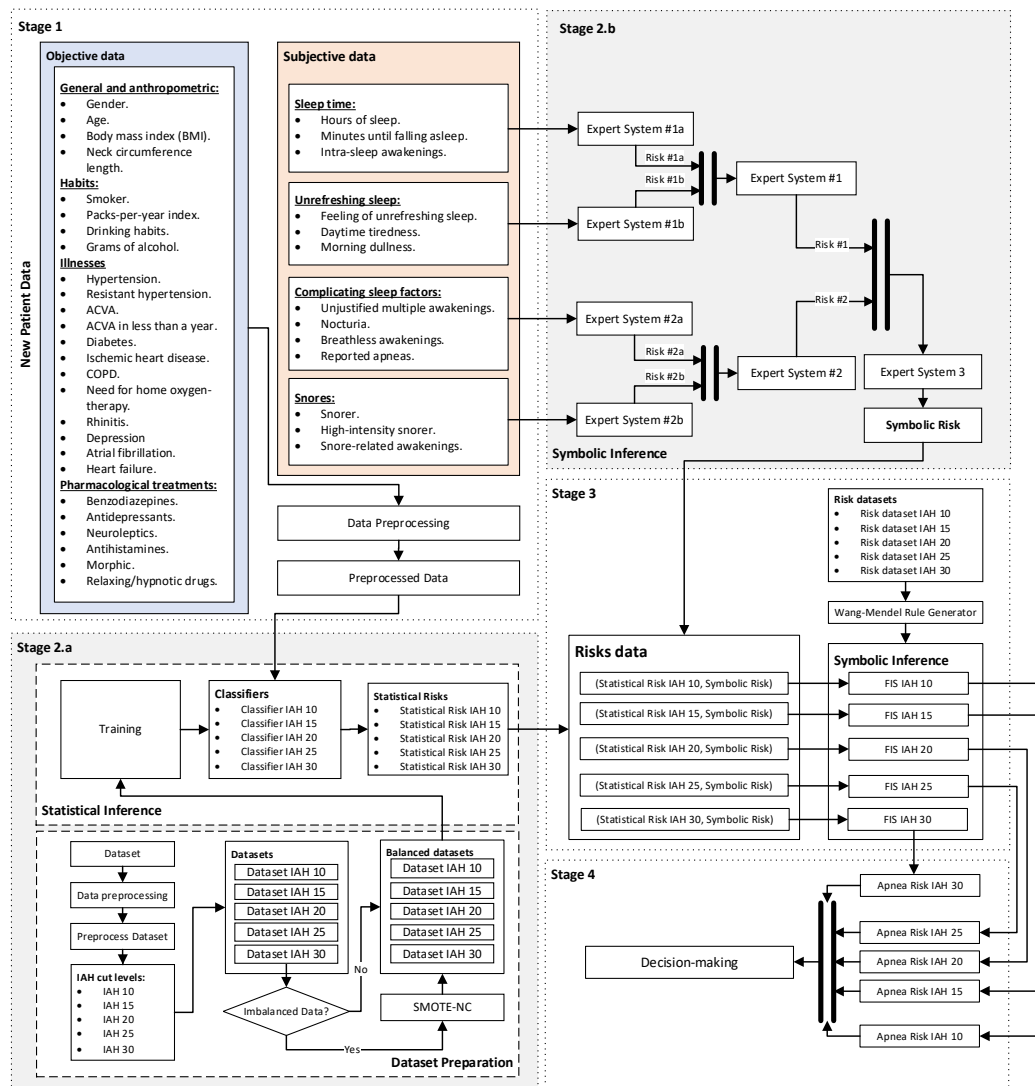 Stage 1
New Patient Data
Objective data
General and anthropometric:
• Gender.
• Age.
• Body mass index (BMI).
• Neck circumference
length.
Habits:
• Smoker.
• Packs-per-year index.
• Drinking habits.
• Grams of alcohol.
Illnesses
• Hypertension.
• Resistant hypertension.
• ACVA.
• ACVA in less than a year.
• Diabetes.
• Ischemic heart disease.
• COPD.
• Need for home oxygen-
therapy.
• Rhinitis.
• Depression
• Atrial fibrillation.
• Heart failure.
Pharmacological treatments:
• Benzodiazepines.
• Antidepressants.
• Neuroleptics.
• Antihistamines.
• Morphic.
• Relaxing/hypnotic drugs.
Subjective data
Sleep time:
• Hours of sleep.
• Minutes until falling asleep.
• Intra-sleep awakenings.
Unrefreshing sleep:
• Feeling of unrefreshing sleep.
• Daytime tiredness.
• Morning dullness.
Complicating sleep factors:
• Unjustified multiple awakenings.
• Nocturia.
• Breathless awakenings.
• Reported apneas.
Snores:
• Snorer.
• High-intensity snorer.
• Snore-related awakenings.
Data Preprocessing
Preprocessed Data
Stage 2.b
Expert System #1a
Risk #1a
Risk #1b
Expert System #1b
Expert System #1
Risk #1
Risk #2
Expert System #2a
Risk #2a
Risk #2b
Expert System #2b
Expert System #2
Expert System 3
Symbolic Risk
Symbolic Inference
Stage 2.a
Training
Classifiers
• Classifier IAH 10
• Classifier IAH 15
• Classifier IAH 20
• Classifier IAH 25
• Classifier IAH 30
Statistical Risks
• Statistical Risk IAH 10
• Statistical Risk IAH 15
• Statistical Risk IAH 20
• Statistical Risk IAH 25
• Statistical Risk IAH 30
Statistical Inference
Dataset
Data preprocessing
Preprocess Dataset
IAH cut levels:
• IAH 10
• IAH 15
• IAH 20
• IAH 25
• IAH 30
Datasets
Dataset IAH 10
Dataset IAH 15
Dataset IAH 20
Dataset IAH 25
Dataset IAH 30
Imbalanced Data?
No
Yes
Balanced datasets
Dataset IAH 10
Dataset IAH 15
Dataset IAH 20
Dataset IAH 25
Dataset IAH 30
SMOTE-NC
Dataset Preparation
Stage 3
Risk datasets
• Risk dataset IAH 10
• Risk dataset IAH 15
• Risk dataset IAH 20
• Risk dataset IAH 25
• Risk dataset IAH 30
Wang-Mendel Rule Generator
Risks data
(Statistical Risk IAH 10, Symbolic Risk)
(Statistical Risk IAH 15, Symbolic Risk)
(Statistical Risk IAH 20, Symbolic Risk)
(Statistical Risk IAH 25, Symbolic Risk)
(Statistical Risk IAH 30, Symbolic Risk)
Symbolic Inference
FIS IAH 10
FIS IAH 15
FIS IAH 20
FIS IAH 25
FIS IAH 30
Stage 4
Apnea Risk IAH 30
Apnea Risk IAH 25
Apnea Risk IAH 20
Apnea Risk IAH 15
Apnea Risk IAH 10
Decision-making